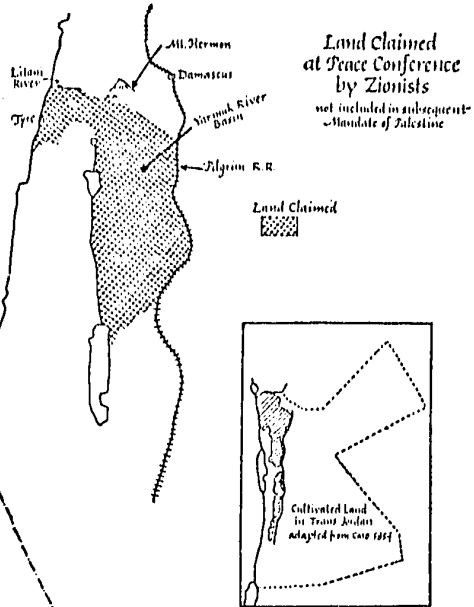 Land Claimed
at Peace Conference
by Zionists
not included in subsequent
Mandate of Palestine
Mt. Hermon
Damascus
Litani
River
Tyre
Yarmuk River
Basin
Pilgrim R.R.
Land Claimed
Cultivated Land
in Trans Jordan
adapted from